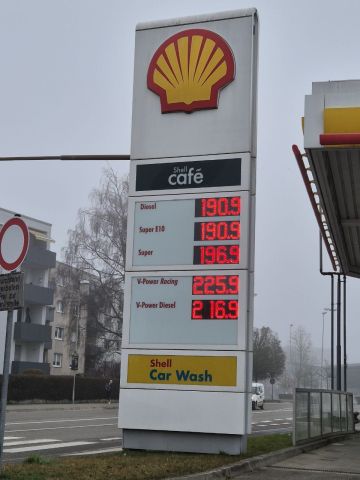 Shell
café
Diesel 190.9
Super E10 190.9
Super 196.9
V-Power Racing 225.9
V-Power Diesel 216.9
Shell
Car Wash